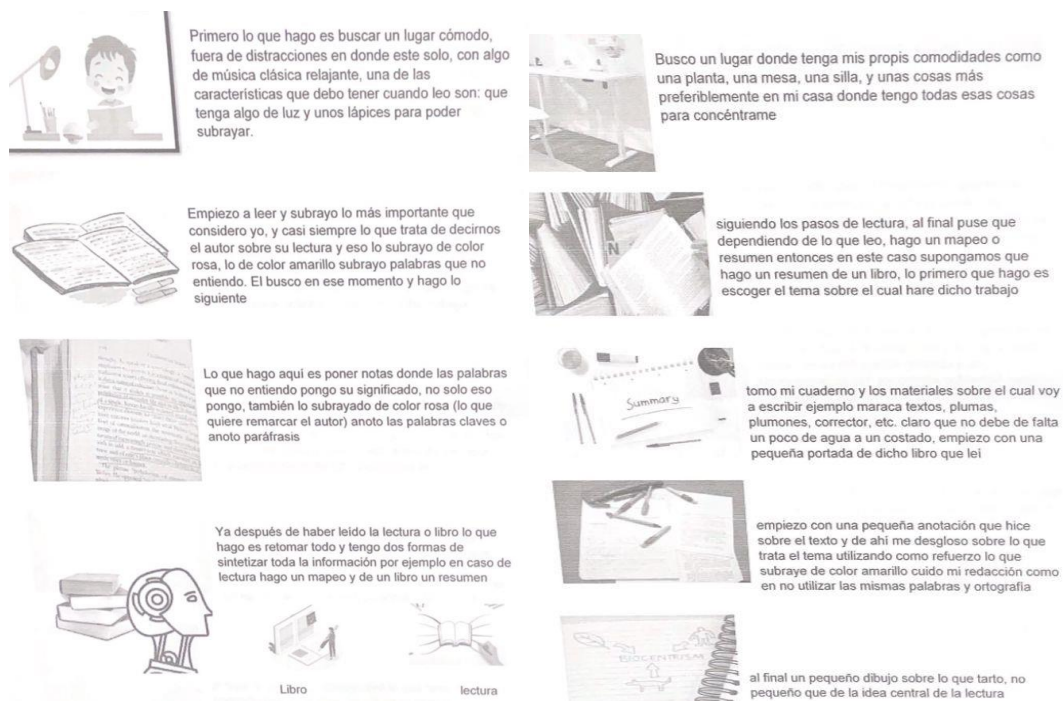 Primero lo que hago es buscar un lugar cómodo,
fuera de distracciones en donde este solo, con algo
de música clásica relajante, una de las
características que debo tener cuando leo son: que
tenga algo de luz y unos lápices para poder
subrayar.
Empiezo a leer y subrayo lo más importante que
considero yo, y casi siempre lo que trata de decirnos
el autor sobre su lectura y eso lo subrayo de color
rosa, lo de color amarillo subrayo palabras que no
entiendo. El busco en ese momento y hago lo
siguiente
Lo que hago aquí es poner notas donde las palabras
que no entiendo pongo su significado, no solo eso
pongo, también lo subrayado de color rosa (lo que
quiere remarcar el autor) anoto las palabras claves o
anoto paráfrasis
Ya después de haber leído la lectura o libro lo que
hago es retomar todo y tengo dos formas de
sintetizar toda la información por ejemplo en caso de
lectura hago un mapeo y de un libro un resumen
Libro
lectura
Busco un lugar donde tenga mis propis comodidades como
una planta, una mesa, una silla, y unas cosas más
preferiblemente en mi casa donde tengo todas esas cosas
para concéntrame
N
siguiendo los pasos de lectura, al final puse que
dependiendo de lo que leo, hago un mapeo o
resumen entonces en este caso supongamos que
hago un resumen de un libro, lo primero que hago es
escoger el tema sobre el cual hare dicho trabajo
Summary
tomo mi cuaderno y los materiales sobre el cual voy
a escribir ejemplo maraca textos, plumas,
plumones, corrector, etc. claro que no debe de falta
un poco de agua a un costado, empiezo con una
pequeña portada de dicho libro que leí
empiezo con una pequeña anotación que hice
sobre el texto y de ahí me desgloso sobre lo que
trata el tema utilizando como refuerzo lo que
subraye de color amarillo cuido mi redacción como
en no utilizar las mismas palabras y ortografía
BIOCENTRISM
al final un pequeño dibujo sobre lo que tarto, no
pequeño que de la idea central de la lectura